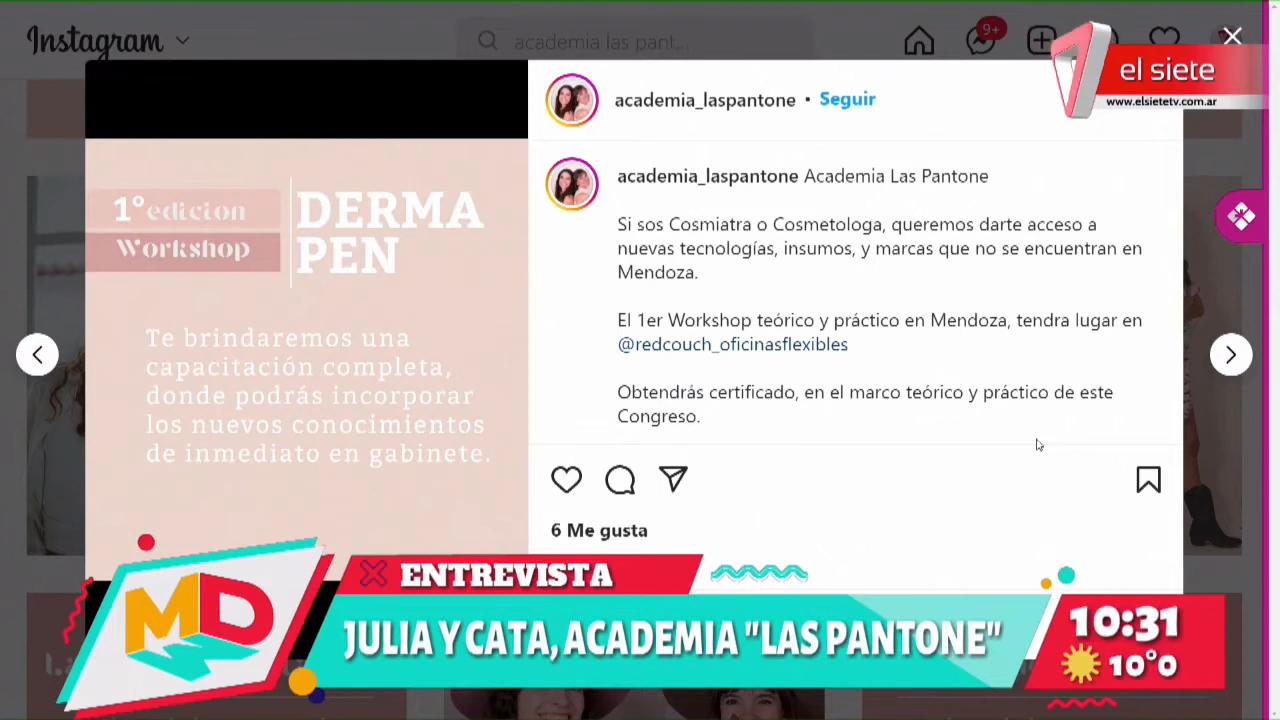 Instagram
academia las pant...
9+
el siete
www.elsietetv.com.ar
academia_laspantone • Seguir
1° edicion
Workshop
DERMA
PEN
Te brindaremos una
capacitación completa,
donde podrás incorporar
los nuevos conocimientos
de inmediato en gabinete.
academia_laspantone Academia Las Pantone
Si sos Cosmiatra o Cosmetologa, queremos darte acceso a
nuevas tecnologías, insumos, y marcas que no se encuentran en
Mendoza.
El 1er Workshop teórico y práctico en Mendoza, tendra lugar en
@redcouch_oficinasflexibles
Obtendrás certificado, en el marco teórico y práctico de este
Congreso.
6 Me gusta
MD
ENTREVISTA
JULIA Y CATA, ACADEMIA "LAS PANTONE"
10:31
10°0